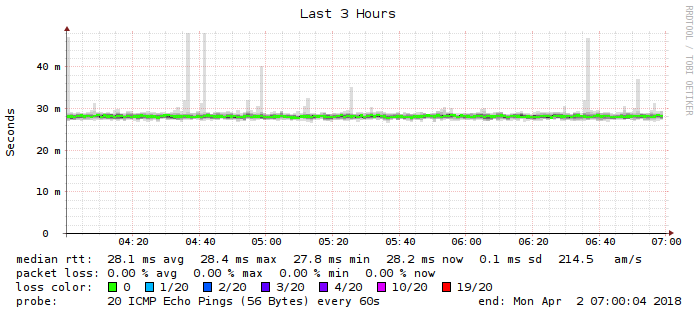 Last 3 Hours
RRDTOOL / TOBI OETIKER
Seconds
40 m
30 m
20 m
10 m
0
04:20 04:40 05:00 05:20 05:40 06:00 06:20 06:40 07:00
median rtt: 28.1 ms avg 28.4 ms max 27.8 ms min 28.2 ms now 0.1 ms sd 214.5 am/s
packet loss: 0.00 % avg 0.00 % max 0.00 % min 0.00 % now
loss color: 0 1/20 2/20 3/20 4/20 10/20 19/20
probe: 20 ICMP Echo Pings (56 Bytes) every 60s end: Mon Apr 2 07:00:04 2018